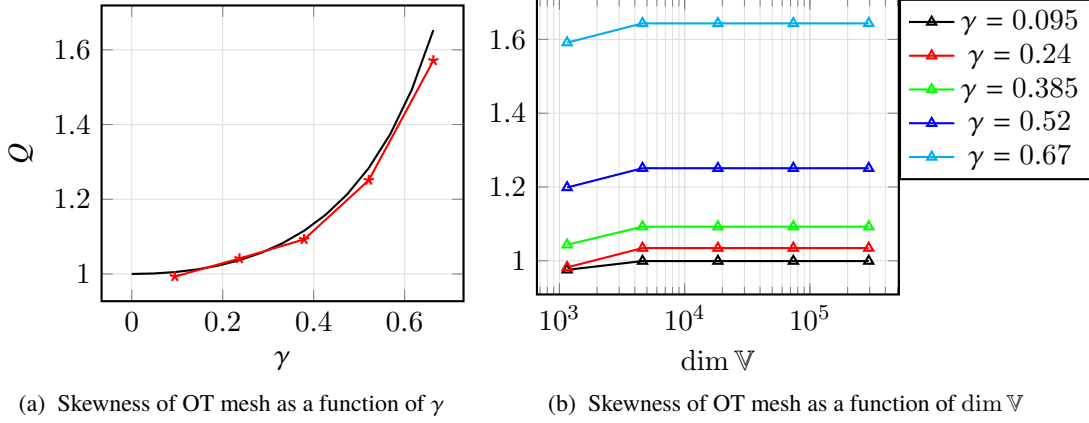 1.6
1.4
1.2
1
Q
0
0.2
0.4
0.6
γ
(a) Skewness of OT mesh as a function of γ
1.6
1.4
1.2
1
10³
10⁴
10⁵
dim 𝕍
γ = 0.095
γ = 0.24
γ = 0.385
γ = 0.52
γ = 0.67
(b) Skewness of OT mesh as a function of dim 𝕍